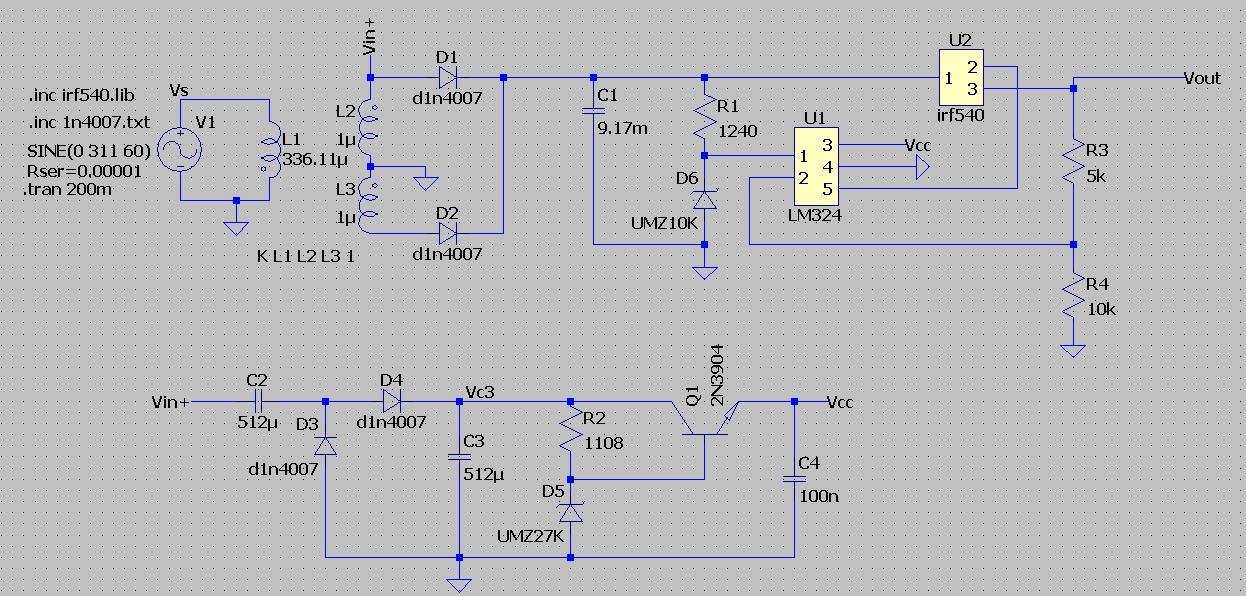 .inc irf540.lib
.inc 1n4007.txt
SINE(0 311 60)
Rser=0.00001
.tran 200m
Vs
V1
L1
336.11µ
K L1 L2 L3 1
Vin+
L2
1µ
L3
1µ
D1
d1n4007
D2
d1n4007
C1
9.17m
R1
1240
D6
UMZ10K
U1
1
2
3
4
5
LM324
Vcc
U2
1
2
3
irf540
Vout
R3
5k
R4
10k
Vin+
C2
512µ
D3
d1n4007
D4
d1n4007
Vc3
C3
512µ
R2
1108
D5
UMZ27K
Q1
2N3904
Vcc
C4
100n